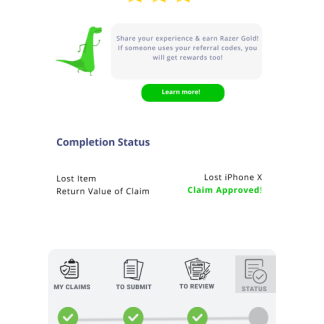 Share your experience & earn Razer Gold!
If someone uses your referral codes, you
will get rewards too!
Learn more!
Completion Status
Lost Item
Lost iPhone X
Return Value of Claim
Claim Approved!
MY CLAIMS
TO SUBMIT
TO REVIEW
STATUS